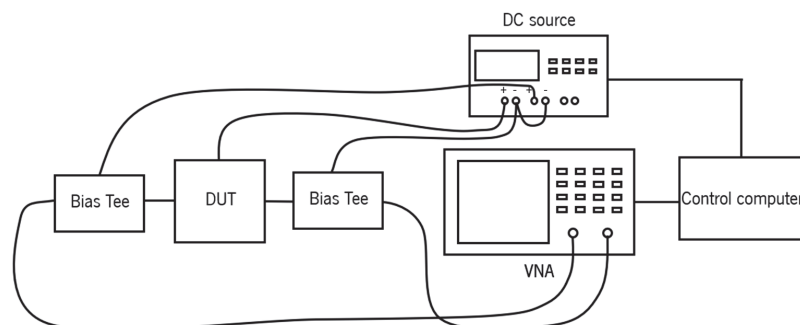 DC source
+ - + -
Bias Tee
DUT
Bias Tee
Control computer
VNA